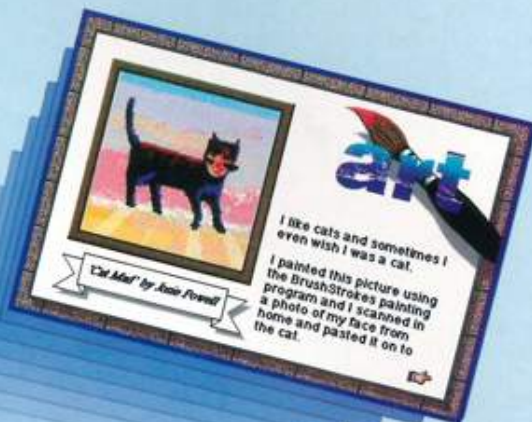 art
I like cats and sometimes I
even wish I was a cat.
I painted this picture using
the BrushStrokes painting
program and I scanned in
a photo of my face from
home and pasted it on to
the cat.
'Cat Mad' by Josie Powell